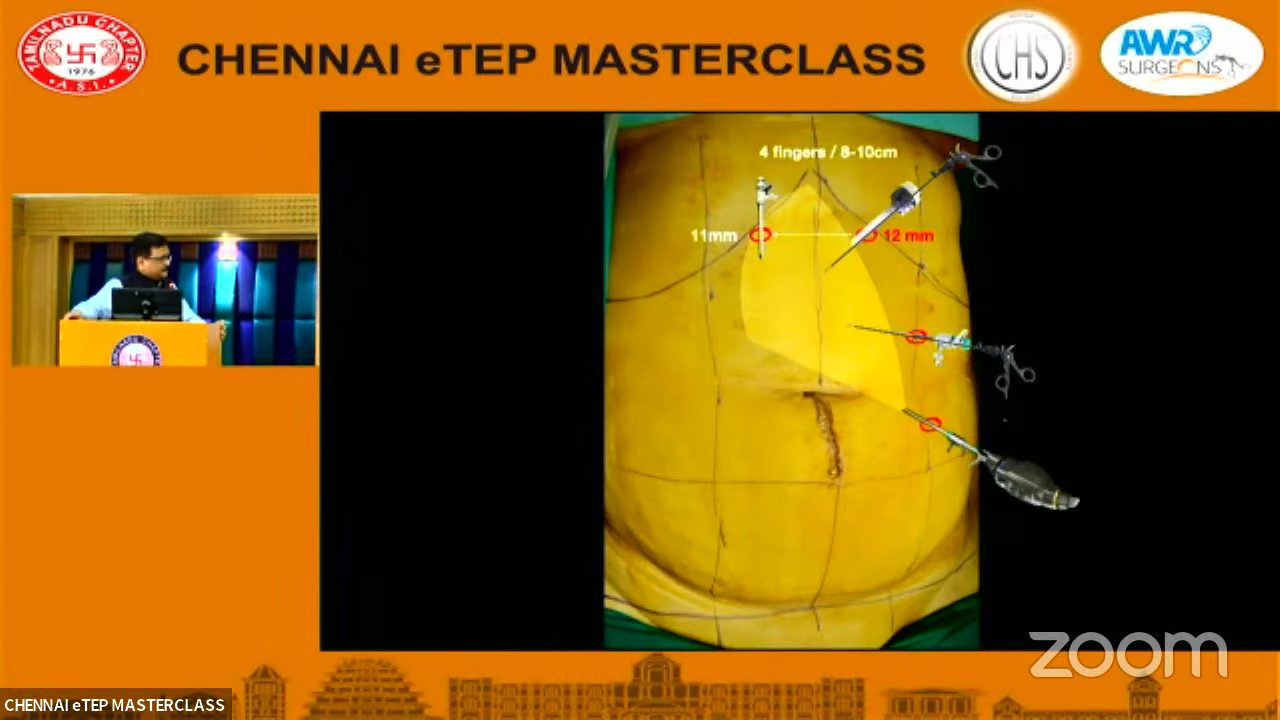 TAMILNADU CHAPTER
1976
A.S.I.
CHENNAI eTEP MASTERCLASS
CHS
AWR
SURGEONS
4 fingers / 8-10cm
11mm
12 mm
zoom
CHENNAI eTEP MASTERCLASS